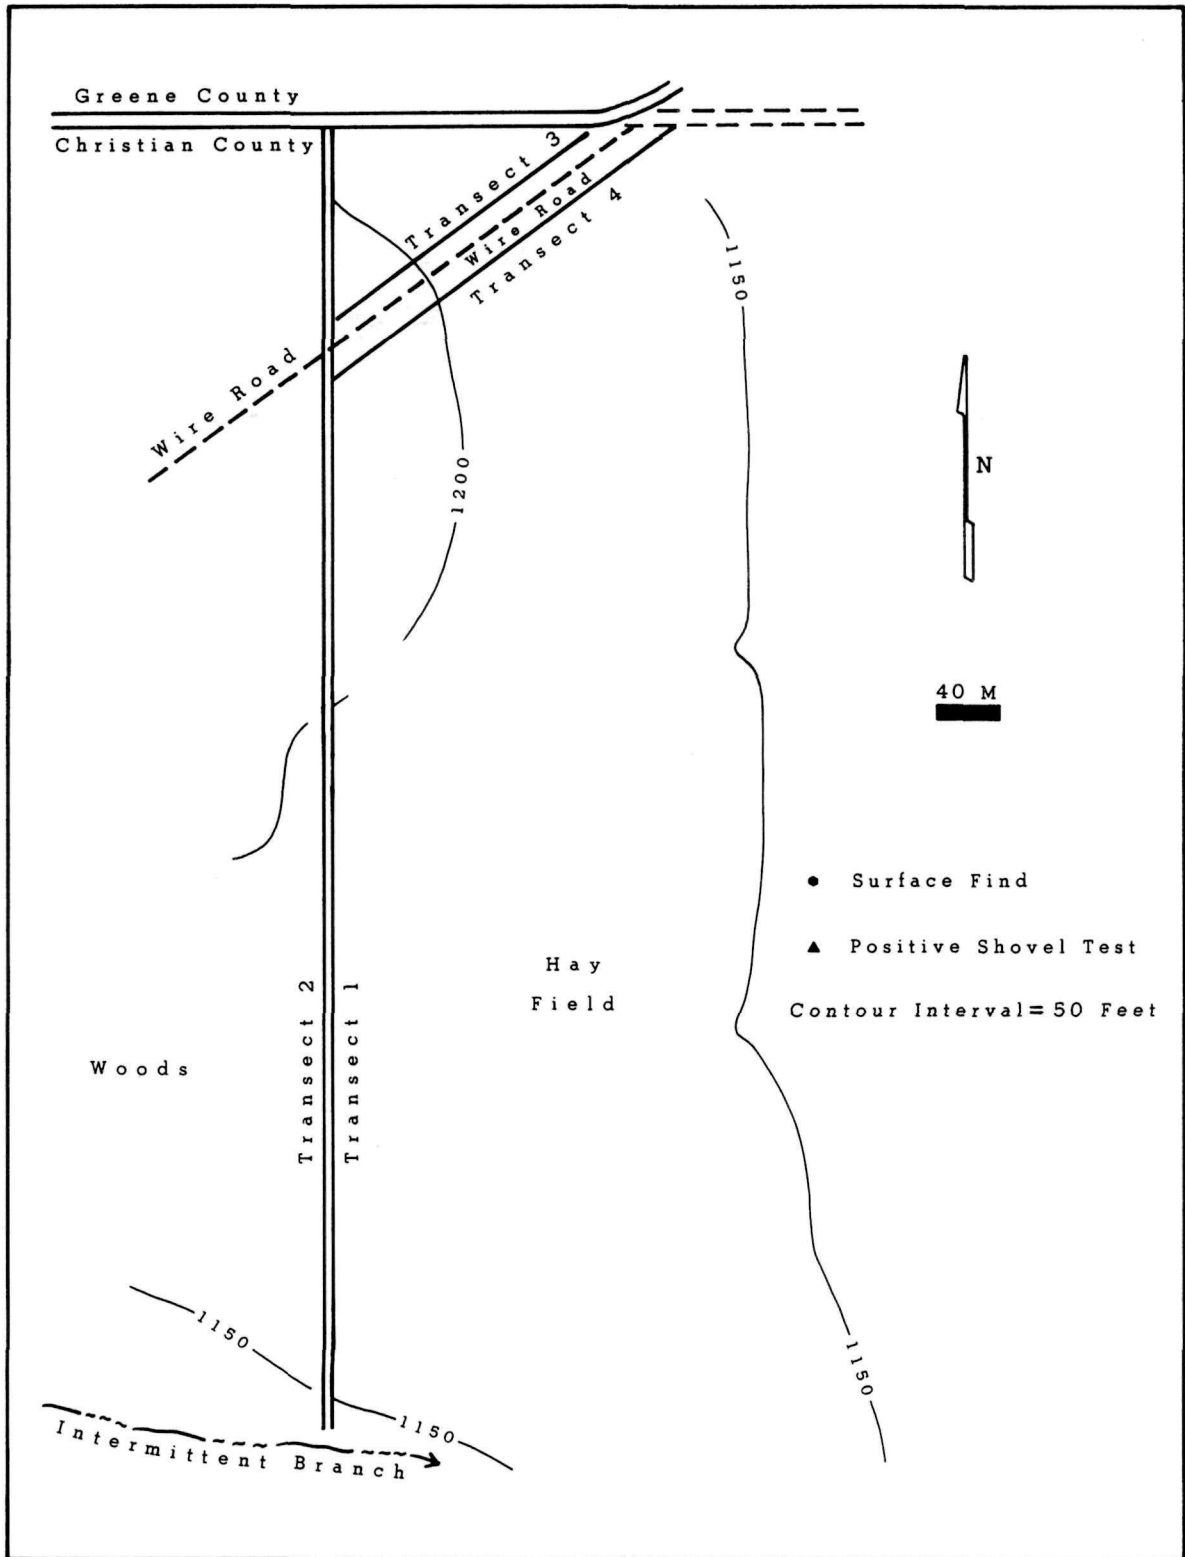 Greene County
Christian County
Transect 3
Wire Road
Transect 4
Wire Road
1150
1200
N
40 M
Surface Find
Positive Shovel Test
Contour Interval=50 Feet
Hay
Field
Woods
Transect 2
Transect 1
1150
1150
1150
Intermittent Branch